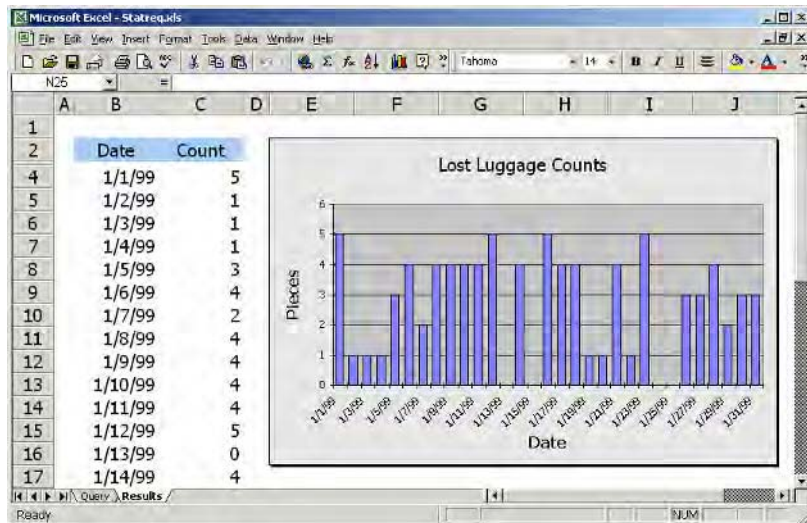 Microsoft Excel - Statreq.xls
File Edit View Insert Format Tools Data Window Help
Tahoma 14 B I U
N26 =
A B C D E F G H I J
1
2 Date Count
4 1/1/99 5
5 1/2/99 1
6 1/3/99 1
7 1/4/99 1
8 1/5/99 3
9 1/6/99 4
10 1/7/99 2
11 1/8/99 4
12 1/9/99 4
13 1/10/99 4
14 1/11/99 4
15 1/12/99 5
16 1/13/99 0
17 1/14/99 4
Lost Luggage Counts
6
5
4
3
2
1
0
Pieces
1/1/99 1/3/99 1/5/99 1/7/99 1/9/99 1/11/99 1/13/99 1/15/99 1/17/99 1/19/99 1/21/99 1/23/99 1/25/99 1/27/99 1/29/99 1/31/99
Date
Query Results
Ready NUM